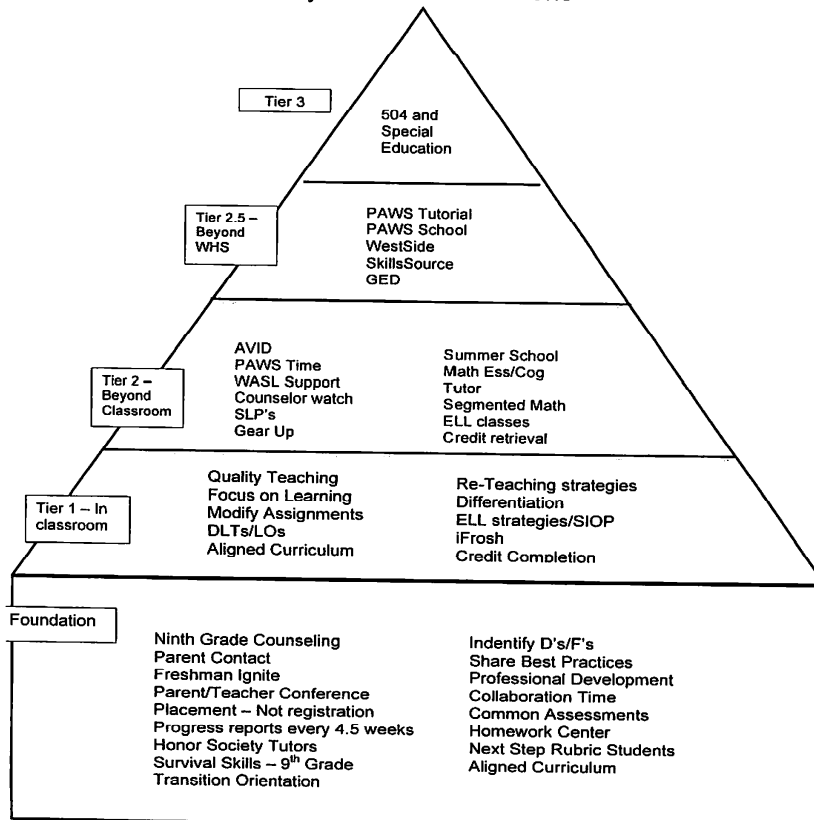 Tier 3
504 and
Special
Education
Tier 2.5 –
Beyond
WHS
PAWS Tutorial
PAWS School
WestSide
SkillsSource
GED
Tier 2 –
Beyond
Classroom
AVID
PAWS Time
WASL Support
Counselor watch
SLP's
Gear Up
Summer School
Math Ess/Cog
Tutor
Segmented Math
ELL classes
Credit retrieval
Tier 1 – In
classroom
Quality Teaching
Focus on Learning
Modify Assignments
DLTs/LOs
Aligned Curriculum
Re-Teaching strategies
Differentiation
ELL strategies/SIOP
iFrosh
Credit Completion
Foundation
Ninth Grade Counseling
Parent Contact
Freshman Ignite
Parent/Teacher Conference
Placement – Not registration
Progress reports every 4.5 weeks
Honor Society Tutors
Survival Skills – 9th Grade
Transition Orientation
Indentify D's/F's
Share Best Practices
Professional Development
Collaboration Time
Common Assessments
Homework Center
Next Step Rubric Students
Aligned Curriculum